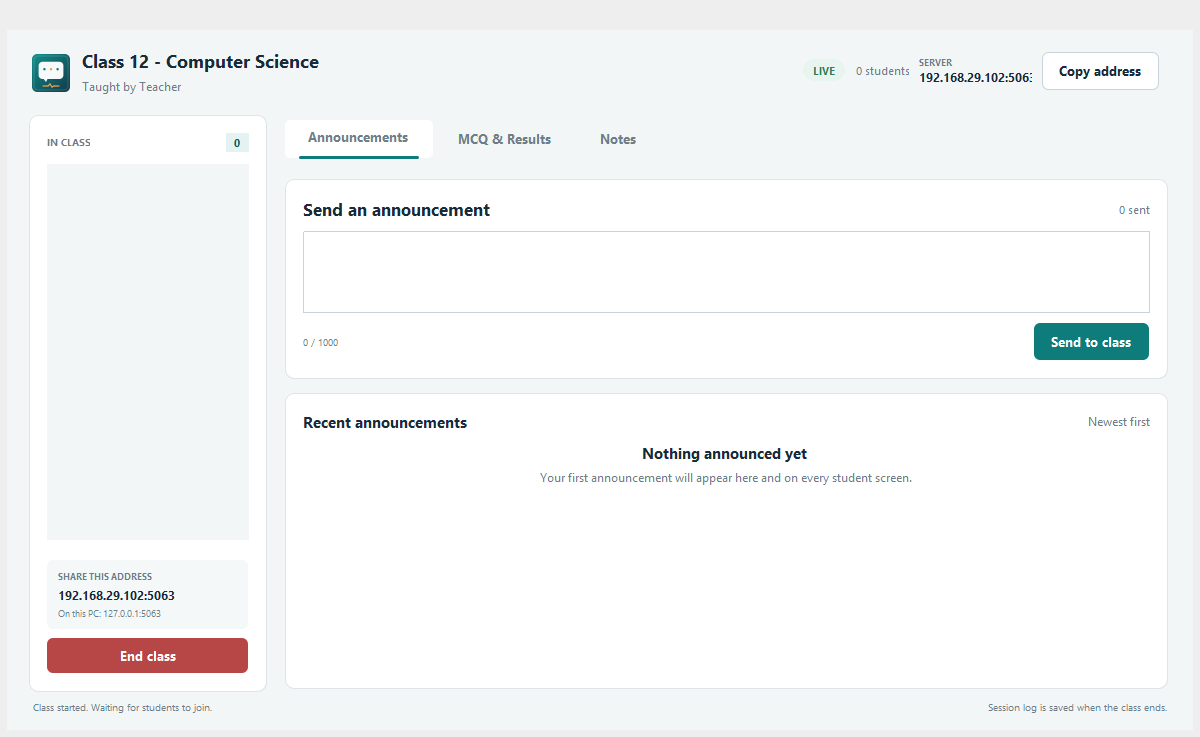 Class 12 - Computer Science
Taught by Teacher
LIVE
0 students
SERVER
192.168.29.102:506
Copy address
IN CLASS
0
Announcements
MCQ & Results
Notes
Send an announcement
0 sent
0 / 1000
Send to class
Recent announcements
Newest first
Nothing announced yet
Your first announcement will appear here and on every student screen.
SHARE THIS ADDRESS
192.168.29.102:5063
On this PC: 127.0.0.1:5063
End class
Class started. Waiting for students to join.
Session log is saved when the class ends.